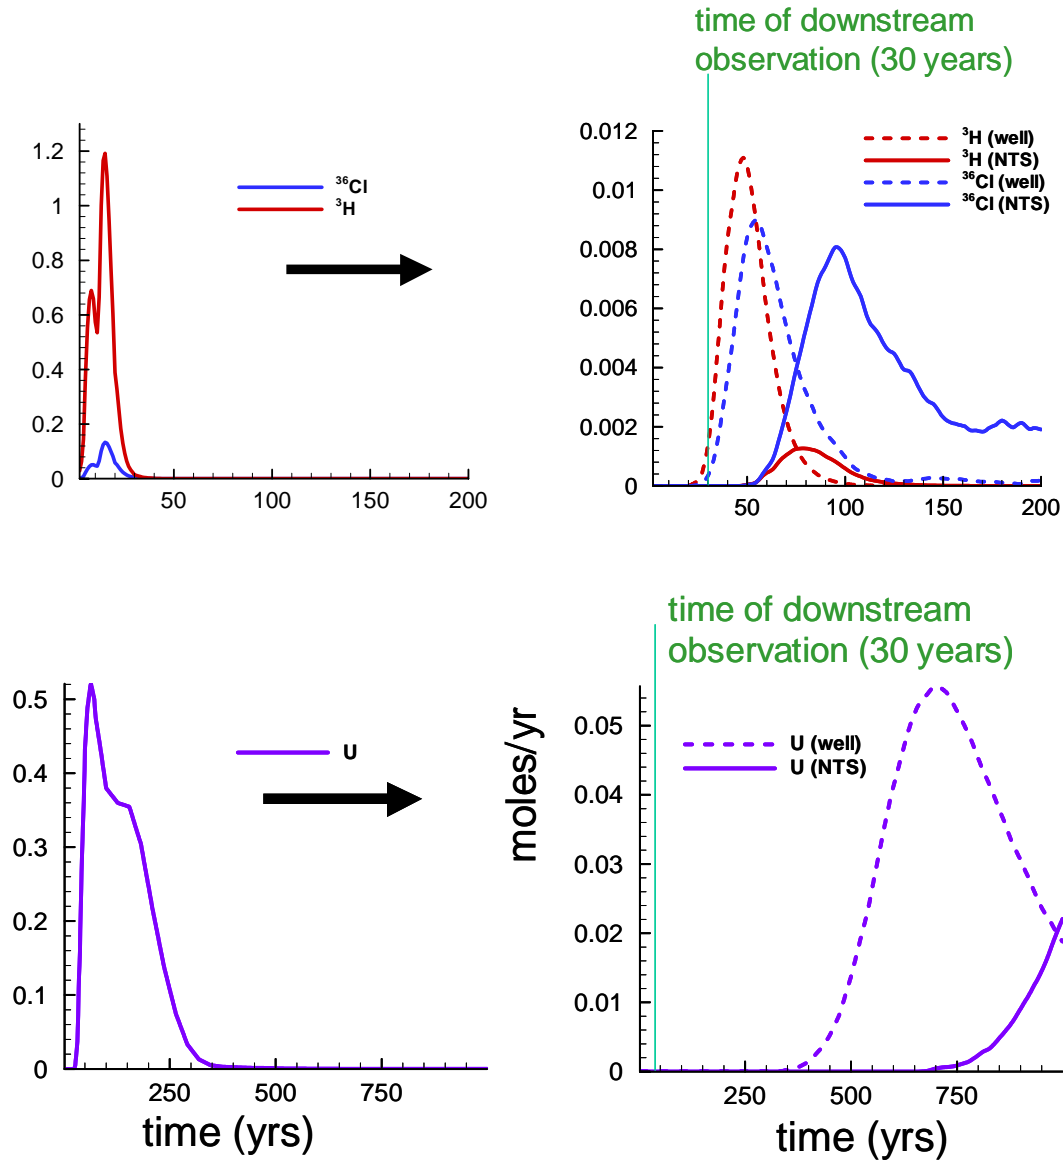 time of downstream
observation (30 years)
1.2
1
0.8
0.6
0.4
0.2
0
50
100
150
200
³⁶Cl
³H
0.012
0.010
0.008
0.006
0.004
0.002
0
50
100
150
200
³H (well)
³H (NTS)
³⁶Cl (well)
³⁶Cl (NTS)
time of downstream
observation (30 years)
0.5
0.4
0.3
0.2
0.1
0
250
500
750
U
time (yrs)
moles/yr
0.05
0.04
0.03
0.02
0.01
0
250
500
750
U (well)
U (NTS)
time (yrs)